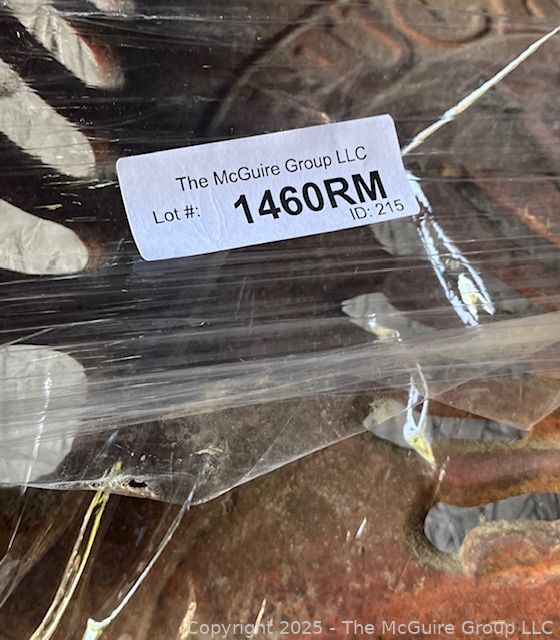 The McGuire Group LLC
Lot #: 1460RM
ID: 215
Copyright 2025 - The McGuire Group LLC